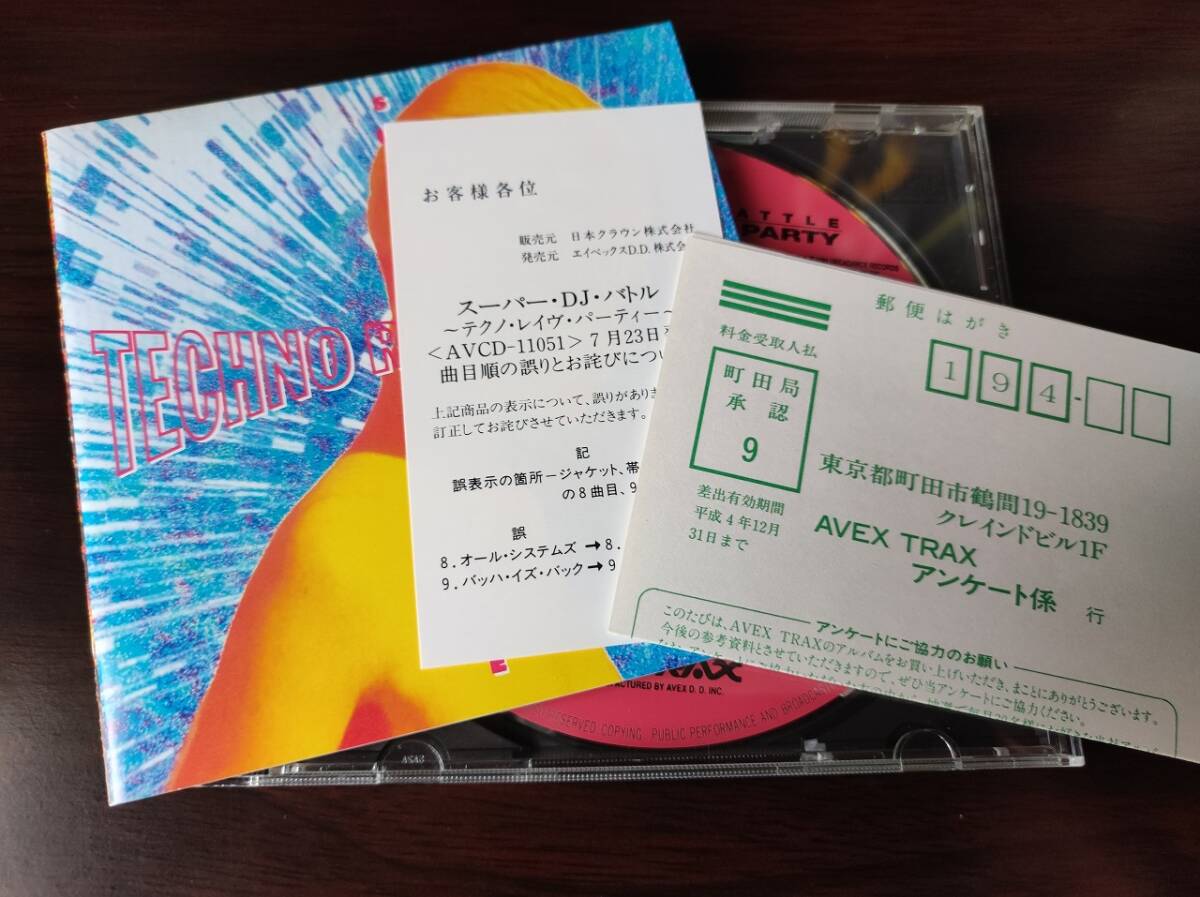 S
TECHNO
E
お客様各位
販売元 日本クラウン株式会社
発売元 エイベックスD.D.株式会
スーパー・DJ・バトル
~テクノ・レイヴ・パーティー~
<AVCD-11051>7月23日
曲目順の誤りとお詫びについ
上記商品の表示について、誤りがありま
訂正してお詫びさせていただきます。
記
誤表示の箇所-ジャケット、帯
の8曲目、9
誤
8.オール・システムズ → 8.
9.バッハ・イズ・バック → 9
ATTLE
PARTY
郵便はがき
料金受取人払
町田局
承認
9
194-
差出有効期間
平成4年12月
31日まで
東京都町田市鶴間19-1839
クレインドビル1F
AVEX TRAX
アンケート係 行
アンケートにご協力のお願い
このたびは、AVEX TRAXのアルバムをお買い上げいただき、まことにありがとうございます。
今後の参考資料とさせていただきますので、ぜひ当アンケートにご協力ください。
BY AVEX D.D. INC.
RESERVED. COPYING, PUBLIC PERFORMANCE AND